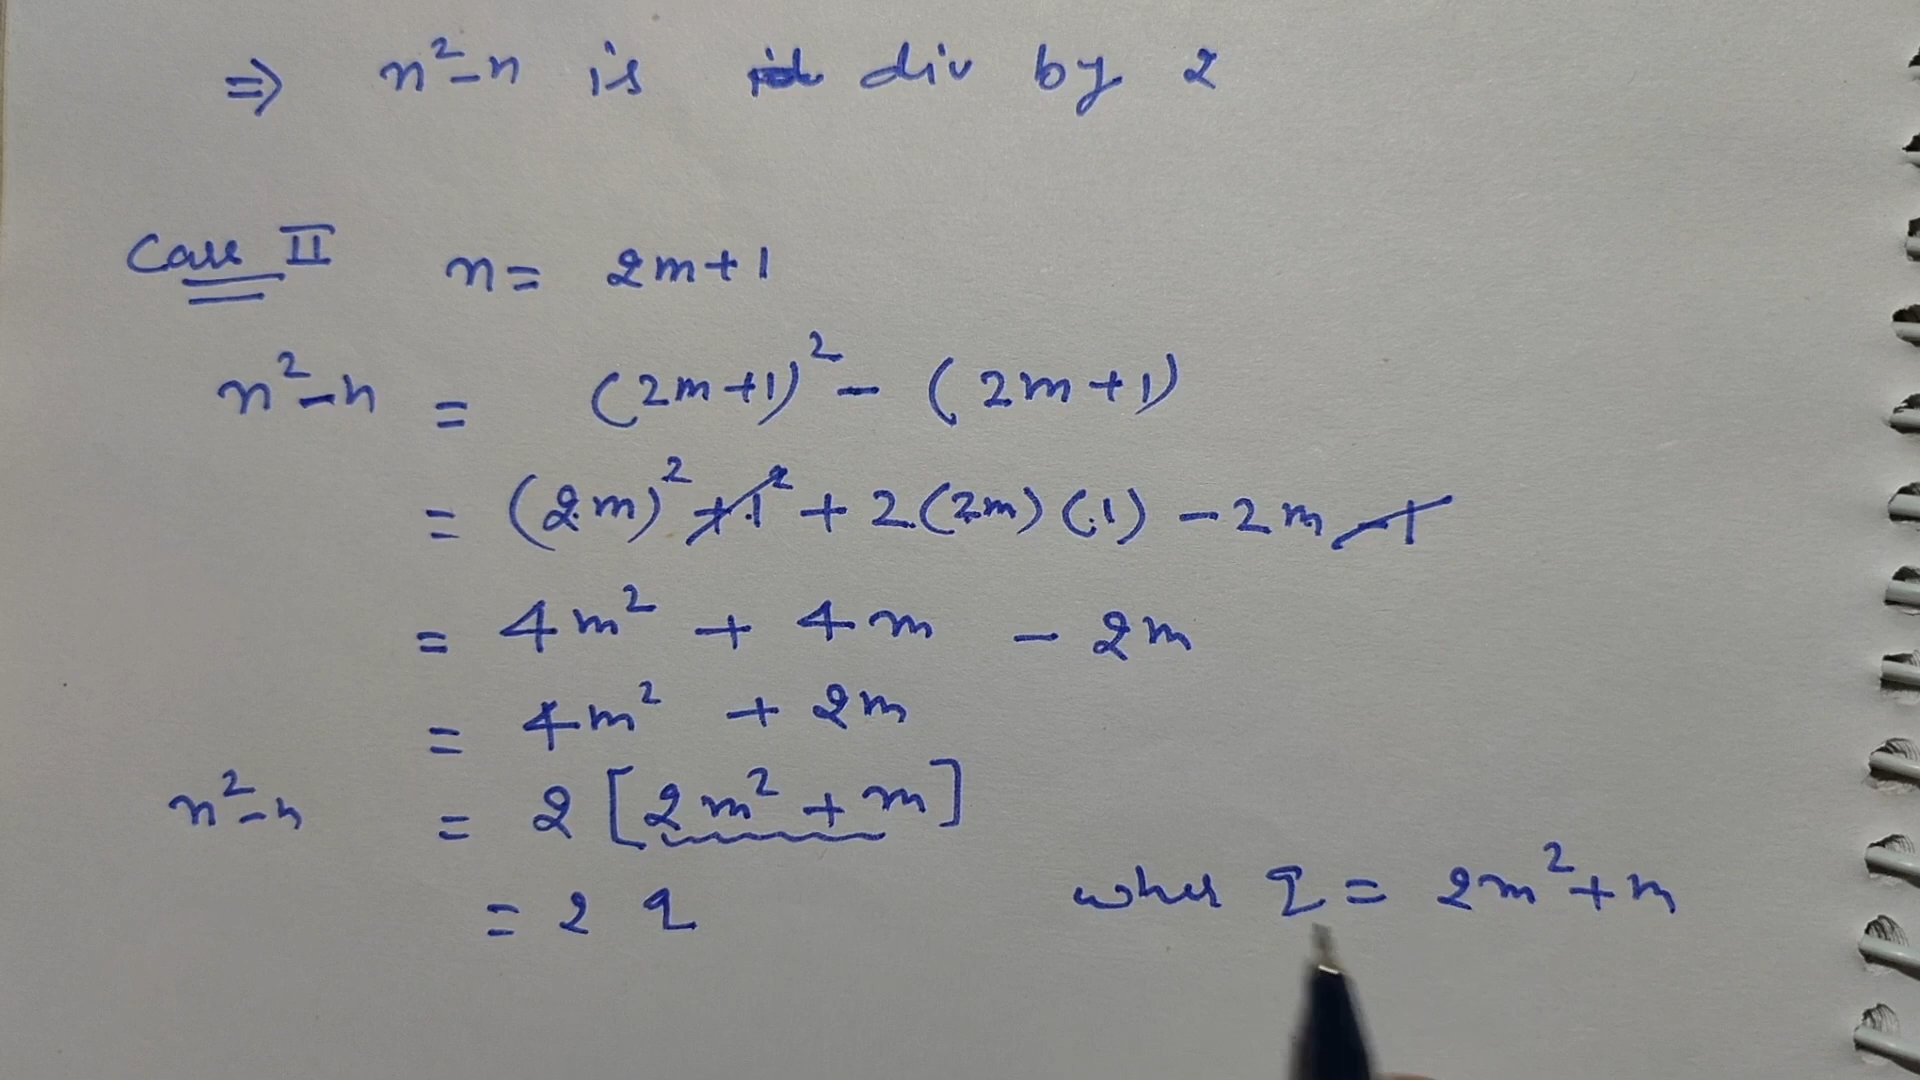 ⇒ n²-n is div by 2
Case II n = 2m+1
n²-n = (2m+1)² - (2m+1)
= (2m)² +1² + 2(2m)(1) - 2m -1
= 4m² + 4m - 2m
= 4m² + 2m
n²-n = 2[2m²+m]
= 2q where q = 2m²+m